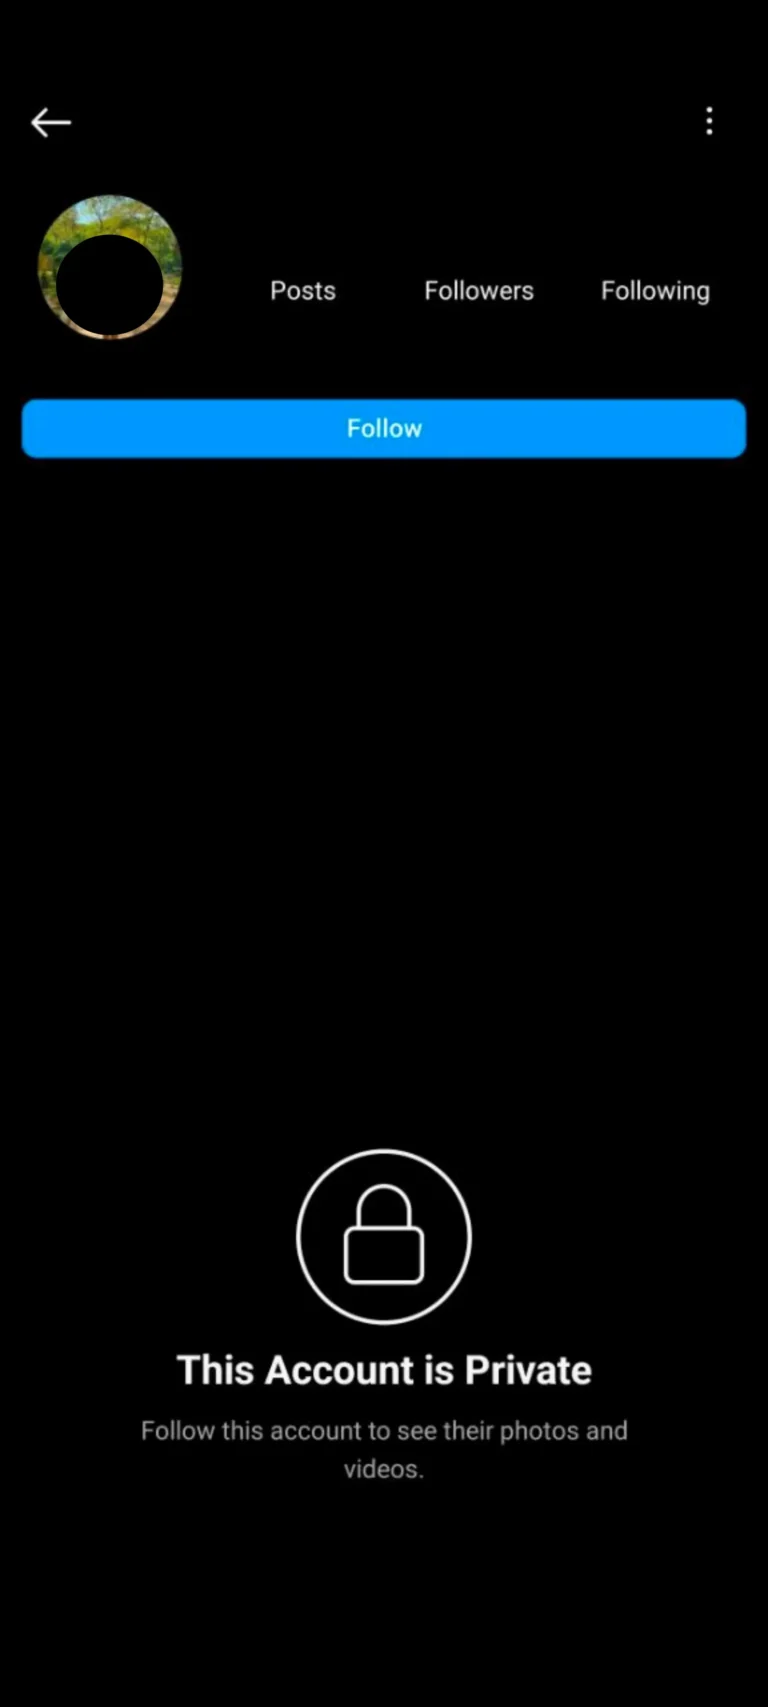 Posts Followers Following
Follow
This Account is Private
Follow this account to see their photos and
videos.